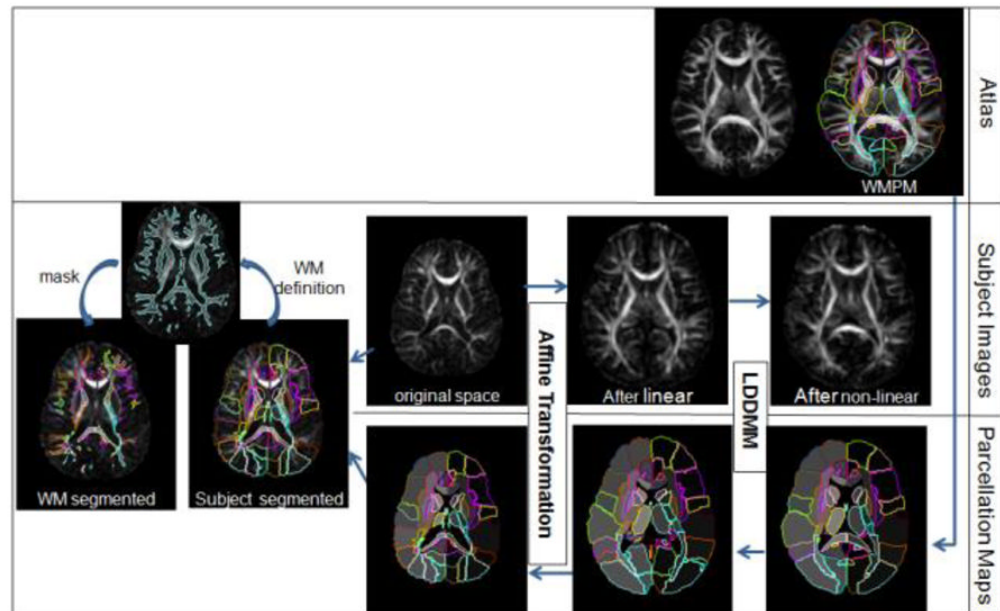 WMPM
Atlas
mask
WM
definition
WM segmented
Subject segmented
original space
After linear
After non-linear
Subject Images
Affine Transformation
LDDMM
Parcellation Maps